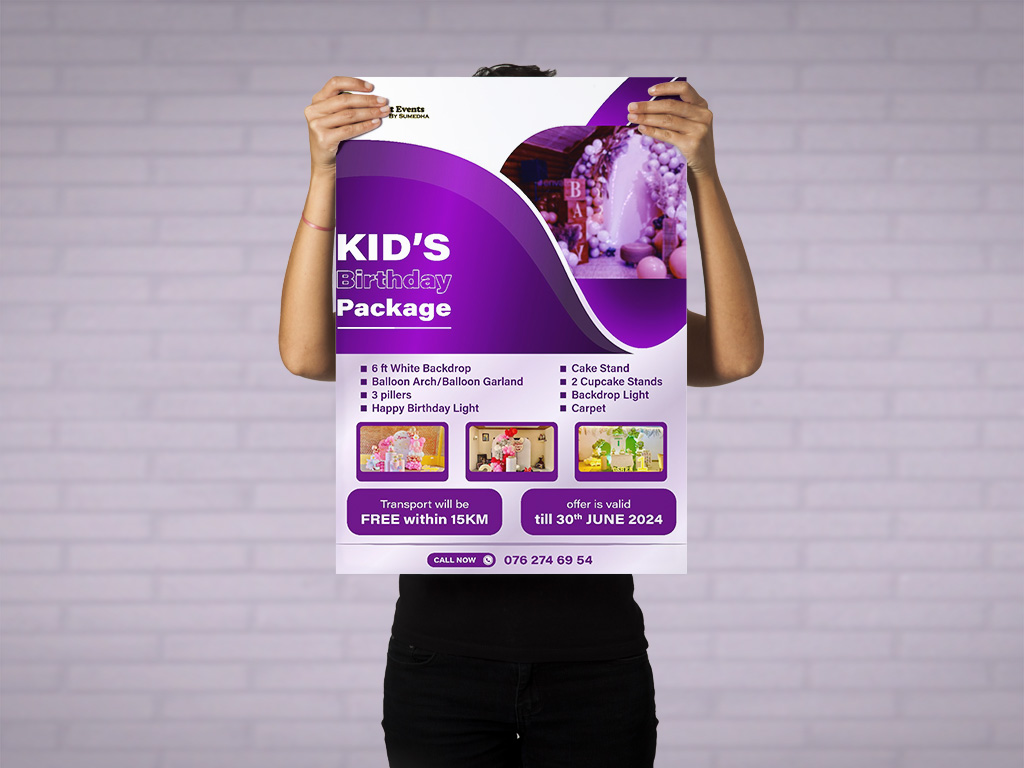 t Events
BY SUMEDHA
BABY
KID'S
Birthday
Package
■ 6 ft White Backdrop
■ Balloon Arch/Balloon Garland
■ 3 pillers
■ Happy Birthday Light
■ Cake Stand
■ 2 Cupcake Stands
■ Backdrop Light
■ Carpet
Transport will be
FREE within 15KM
offer is valid
till 30th JUNE 2024
CALL NOW
076 274 69 54